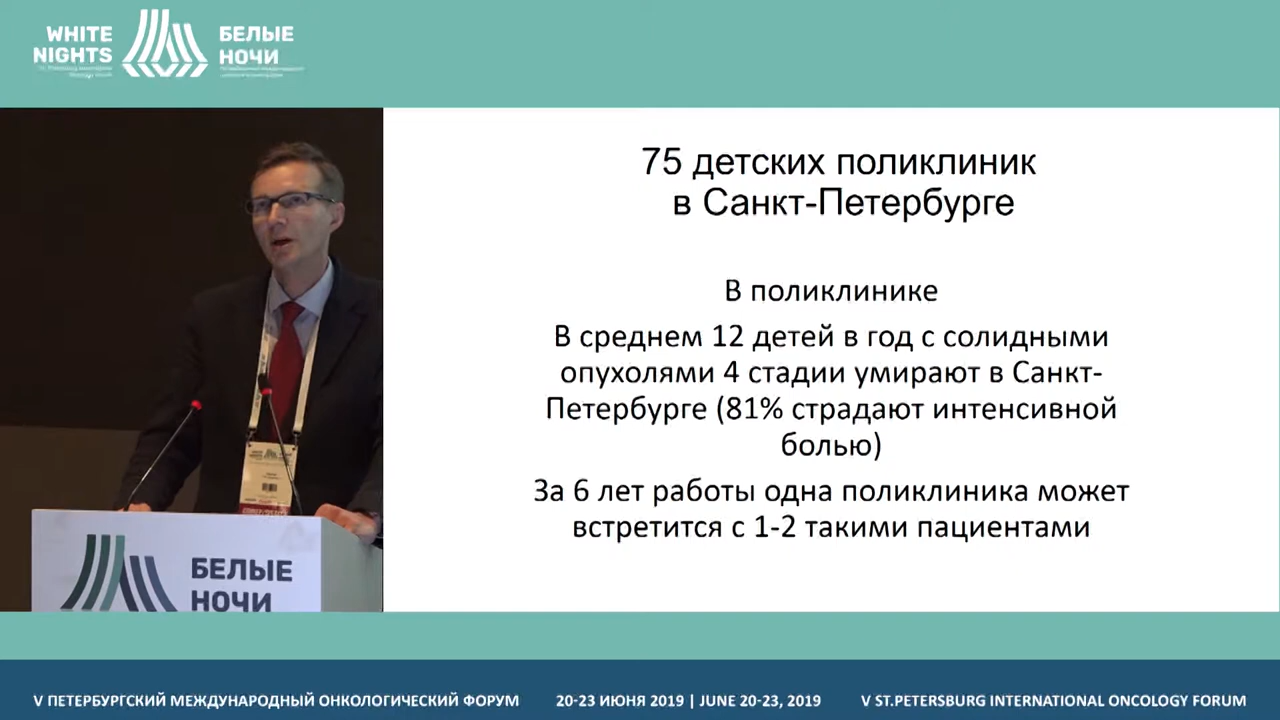 WHITE
NIGHTS
БЕЛЫЕ
НОЧИ
75 детских поликлиник
в Санкт-Петербурге
В поликлинике
В среднем 12 детей в год с солидными
опухолями 4 стадии умирают в Санкт-
Петербурге (81% страдают интенсивной
болью)
За 6 лет работы одна поликлиника может
встретится с 1-2 такими пациентами
БЕЛЫЕ
НОЧИ
V ПЕТЕРБУРГСКИЙ МЕЖДУНАРОДНЫЙ ОНКОЛОГИЧЕСКИЙ ФОРУМ
20-23 ИЮНЯ 2019 | JUNE 20-23, 2019
V ST.PETERSBURG INTERNATIONAL ONCOLOGY FORUM